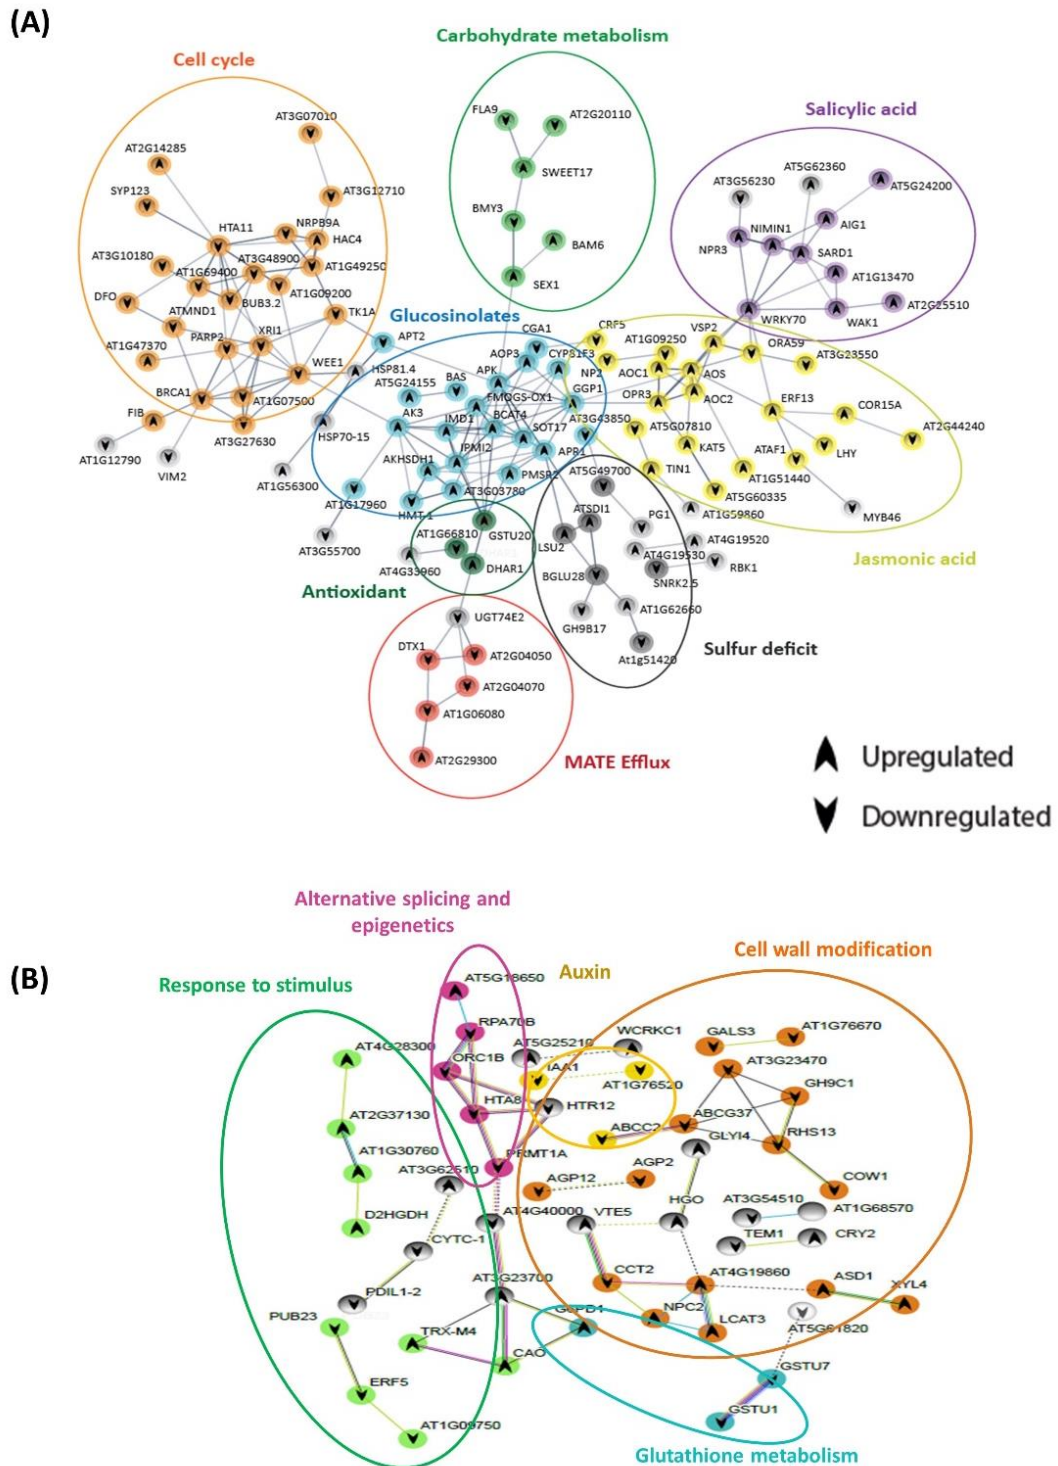 (A)
Carbohydrate metabolism
Cell cycle
Salicylic acid
FLA9
AT2G20110
AT3G07010
AT2G14285
AT5G62360
AT3G56230
AT5G24200
SYP123
AT3G12710
SWEET17
BMY3
AIG1
NIMIN1
HTA11
NRPB9A
HAC4
NPR3
SARD1
BAM6
AT3G10180
AT3G48900
AT1G49250
AT1G69400
AT1G13470
SEX1
AT1G09200
DFO
BUB3.2
AT2G25510
ATMND1
TK1A
Glucosinolates
WRKY70
WAK1
CGA1
CRF5
VSP2
XRI1
PARP2
APT2
AT1G09250
ORA59
AT1G47370
AOP3
CYP81F3
AT3G23550
WEE1
HSP81.4
APK
NP2
AOC1
AOS
AT5G24155
BAS
GGP1
OPR3
BRCA1
AT1G07500
FMOGS-OX1
AOC2
ERF13
COR15A
FIB
AK3
IMD1
BCAT4
AT3G43850
SOT17
AT5G07810
AT2G44240
AT3G27630
HSP70-15
IPMI2
APR1
KAT5
ATAF1
LHY
AT1G12790
AKHSDH1
AT5G49700
TIN1
VIM2
PMSR2
AT1G51440
AT1G56300
AT1G17960
AT3G03780
AT5G60335
HMT-1
ATSDI1
PG1
AT1G59860
MYB46
AT1G66810
GSTU20
LSU2
AT4G19520
AT3G55700
AT4G19530
RBK1
Jasmonic acid
AT4G33960
DHAR1
BGLU28
SNRK2.5
Antioxidant
AT1G62660
UGT74E2
GH9B17
DTX1
AT2G04050
At1g51420
Sulfur deficit
AT2G04070
AT1G06080
AT2G29300
MATE Efflux
Upregulated
Downregulated
Alternative splicing and
epigenetics
(B)
Cell wall modification
Response to stimulus
Auxin
AT5G18650
RPA70B
WCRKC1
GALS3
AT1G76670
AT4G28300
AT5G25210
ORC1B
IAA1
AT3G23470
AT1G76520
GH9C1
HTA8
HTR12
AT2G37130
ABCG37
ABCC2
GLYI4
RHS13
AT1G30760
PRMT1A
AT3G62510
AGP2
COW1
AGP12
AT3G54510
HGO
AT1G68570
D2HGDH
AT4G40000
VTE5
CYTC-1
TEM1
CRY2
CCT2
AT3G23700
AT4G19860
ASD1
XYL4
PDIL1-2
G6PD1
NPC2
PUB23
LCAT3
TRX-M4
AT5G61820
CAO
GSTU7
ERF5
GSTU1
AT1G09750
Glutathione metabolism